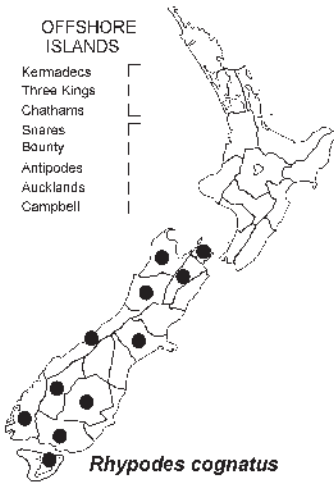 OFFSHORE
ISLANDS
Kermadecs
Three Kings
Chathams
Snares
Bounty
Antipodes
Aucklands
Campbell
Rhypodes cognatus